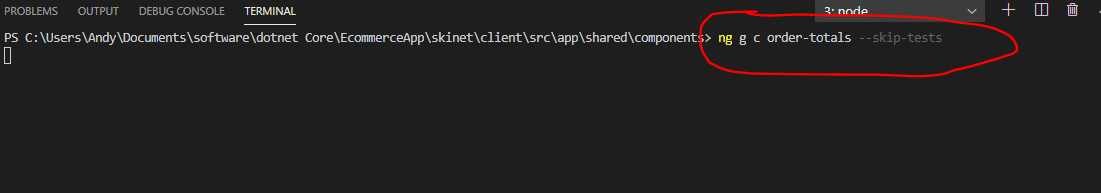 PROBLEMS OUTPUT DEBUG CONSOLE TERMINAL 3: node
PS C:\Users\Andy\Documents\software\dotnet Core\EcommerceApp\skinet\client\src\app\shared\components> ng g c order-totals --skip-tests